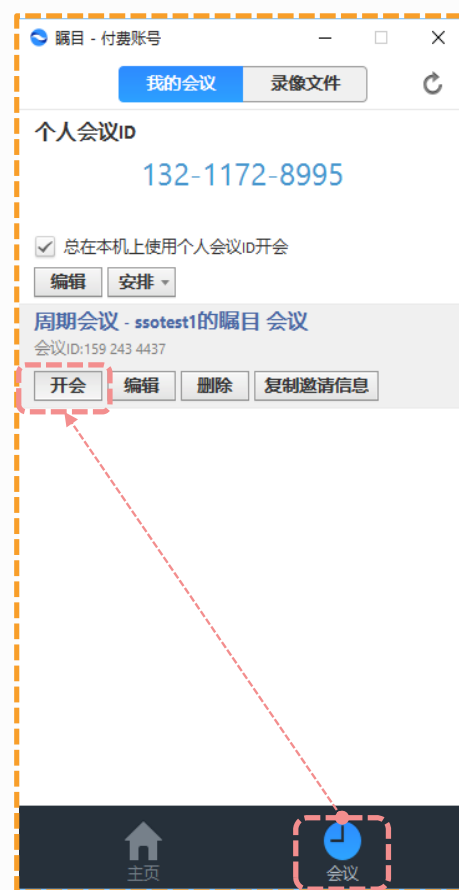 瞩目 - 付费账号
我的会议 录像文件
个人会议ID
132-1172-8995
总在本机上使用个人会议ID开会
编辑 安排
周期会议 - ssotest1的瞩目 会议
会议ID:159 243 4437
开会 编辑 删除 复制邀请信息
主页 会议